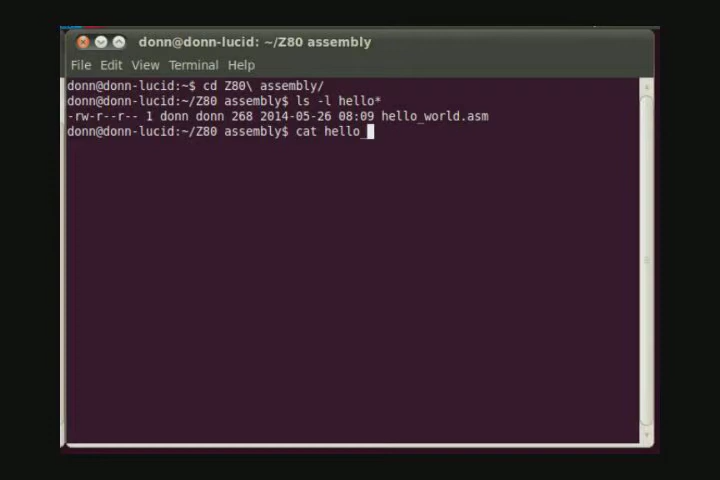 donn@donn-lucid: ~/Z80 assembly
File Edit View Terminal Help
donn@donn-lucid:~$ cd Z80\ assembly/
donn@donn-lucid:~/Z80 assembly$ ls -l hello*
-rw-r--r-- 1 donn donn 268 2014-05-26 08:09 hello_world.asm
donn@donn-lucid:~/Z80 assembly$ cat hello_